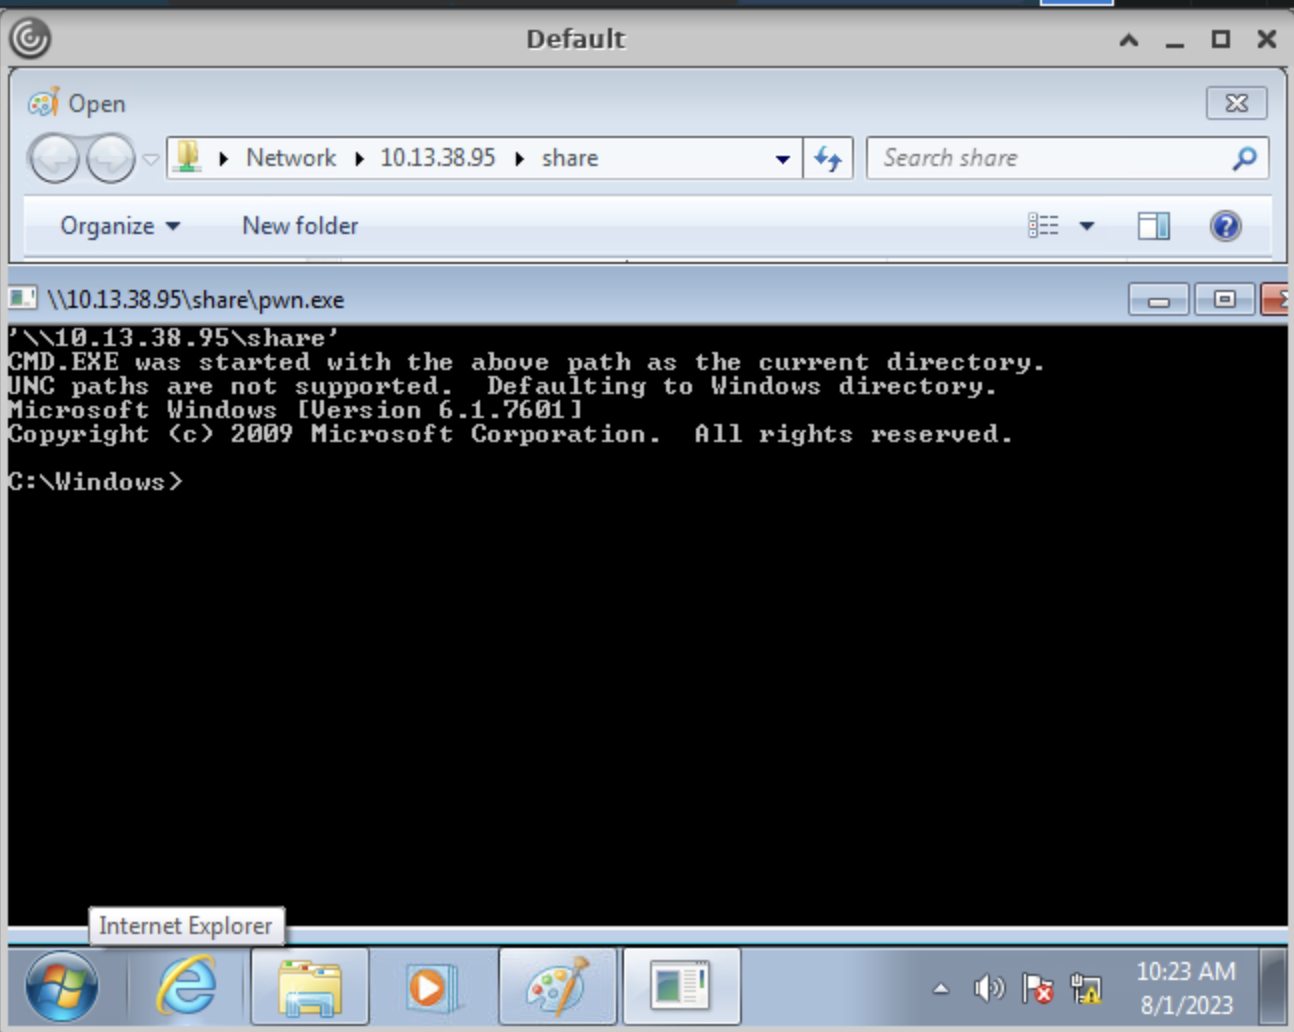 Default
Open
Network 10.13.38.95 share
Search share
Organize New folder
\\10.13.38.95\share\pwn.exe
'\\10.13.38.95\share'
CMD.EXE was started with the above path as the current directory.
UNC paths are not supported.  Defaulting to Windows directory.
Microsoft Windows [Version 6.1.7601]
Copyright (c) 2009 Microsoft Corporation.  All rights reserved.
C:\Windows>
Internet Explorer
10:23 AM
8/1/2023